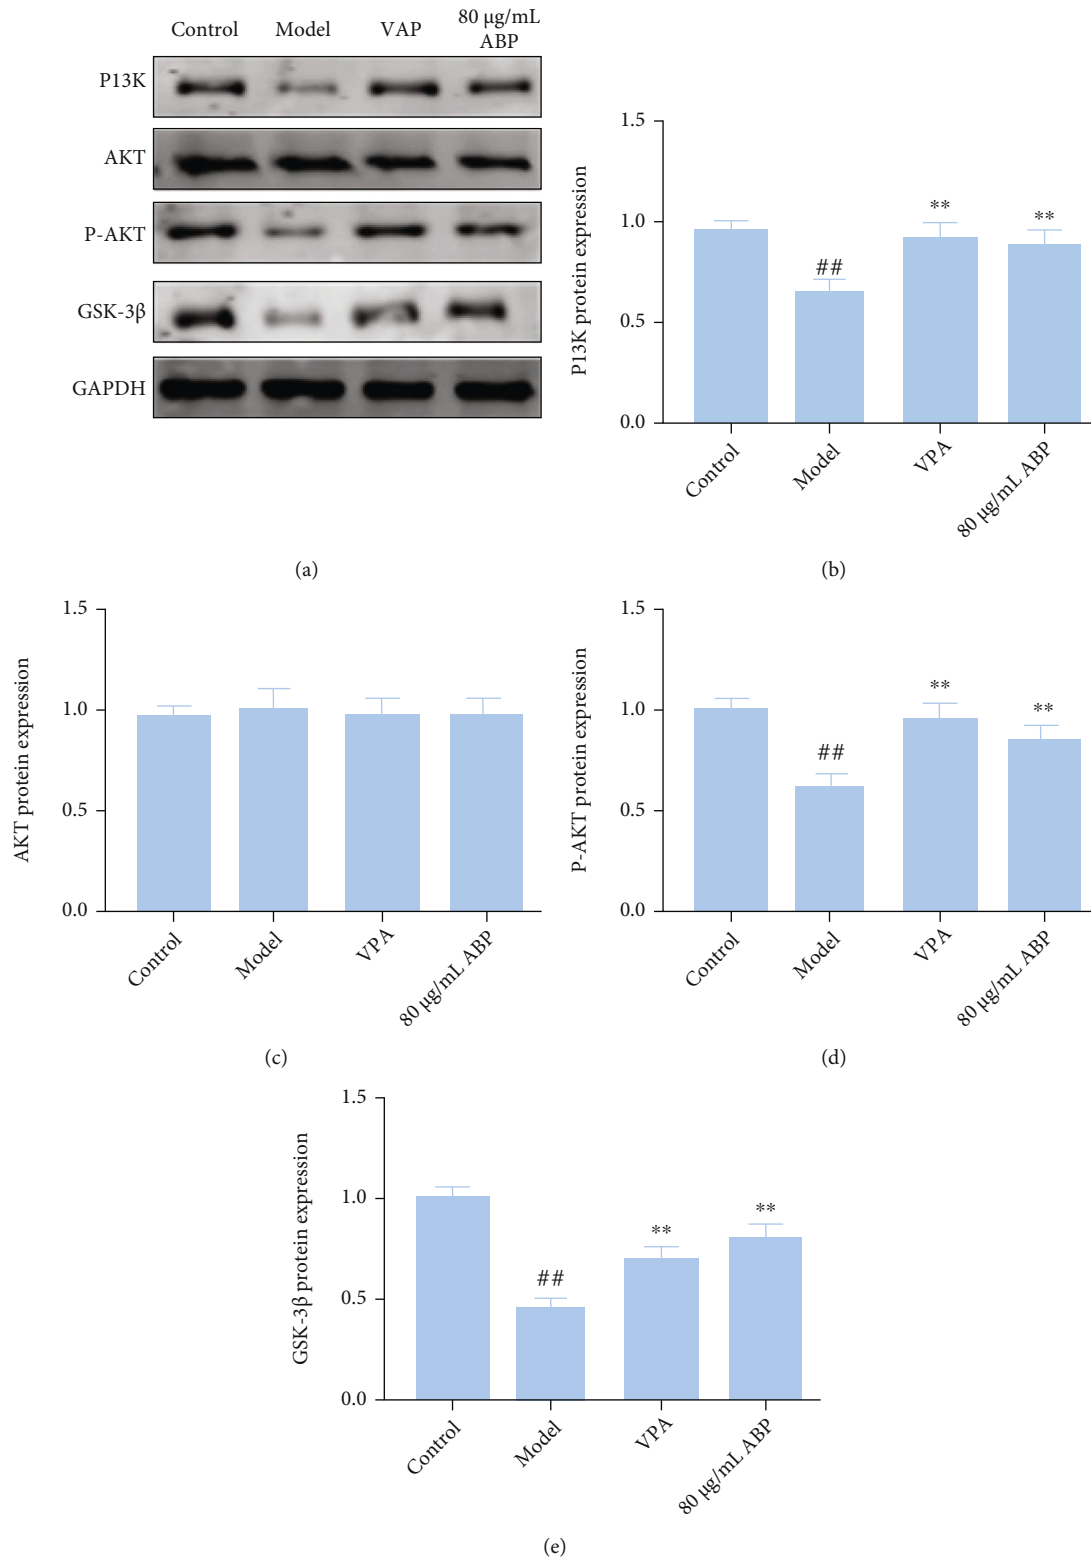 Control Model VAP 80 µg/mL
ABP
P13K
AKT
P-AKT
GSK-3β
GAPDH
(a)
P13K protein expression
1.5
1.0
0.5
0.0
##
**
**
Control
Model
VPA
80 µg/mL ABP
(b)
AKT protein expression
1.5
1.0
0.5
0.0
Control
Model
VPA
80 µg/mL ABP
(c)
P-AKT protein expression
1.5
1.0
0.5
0.0
##
**
**
Control
Model
VPA
80 µg/mL ABP
(d)
GSK-3β protein expression
1.5
1.0
0.5
0.0
##
**
**
Control
Model
VPA
80 µg/mL ABP
(e)